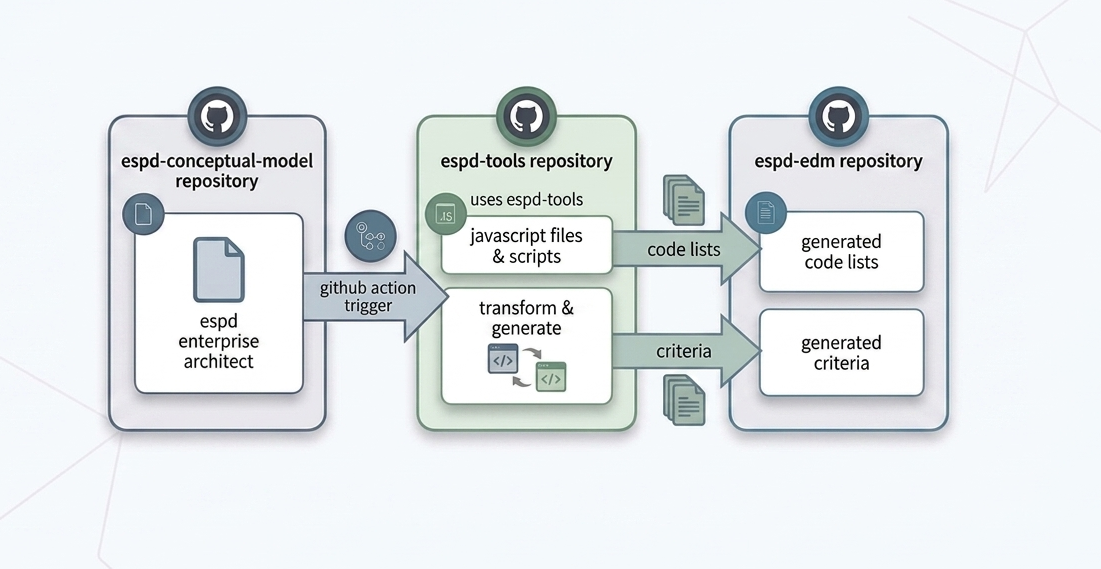 espd-conceptual-model
repository
espd
enterprise
architect
github action
trigger
espd-tools repository
uses espd-tools
.JS
javascript files
& scripts
transform &
generate
</>
</>
code lists
criteria
espd-edm repository
generated
code lists
generated
criteria